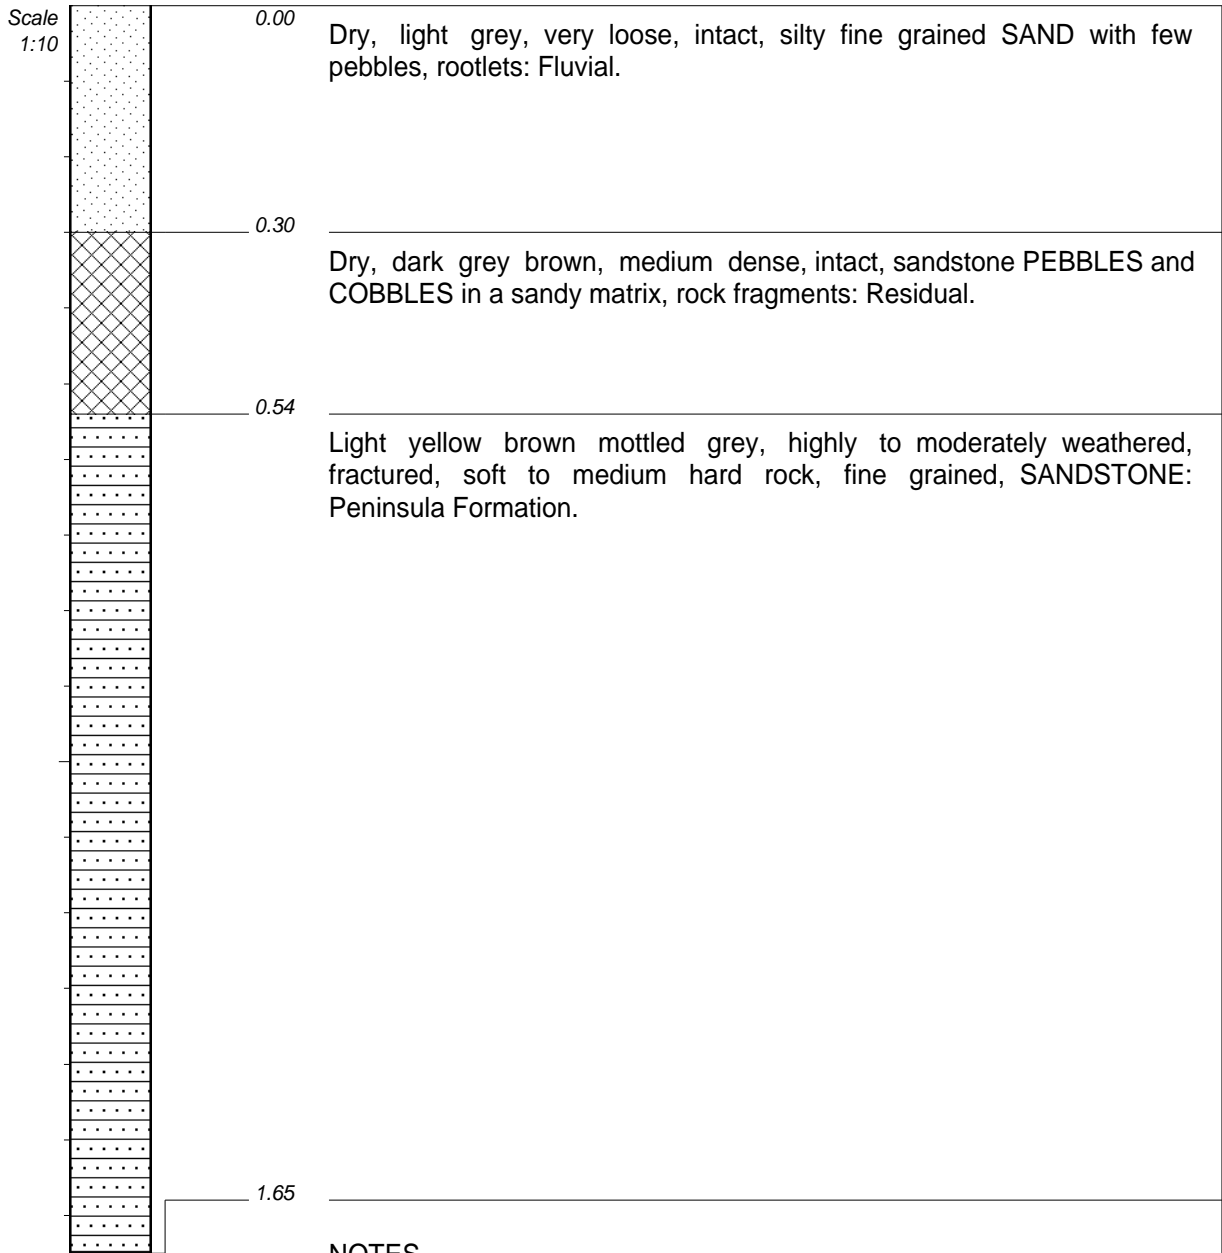 Scale
1:10
0.00
Dry, light grey, very loose, intact, silty fine grained SAND with few
pebbles, rootlets: Fluvial.
0.30
Dry, dark grey brown, medium dense, intact, sandstone PEBBLES and
COBBLES in a sandy matrix, rock fragments: Residual.
0.54
Light yellow brown mottled grey, highly to moderately weathered,
fractured, soft to medium hard rock, fine grained, SANDSTONE:
Peninsula Formation.
1.65
NOTES